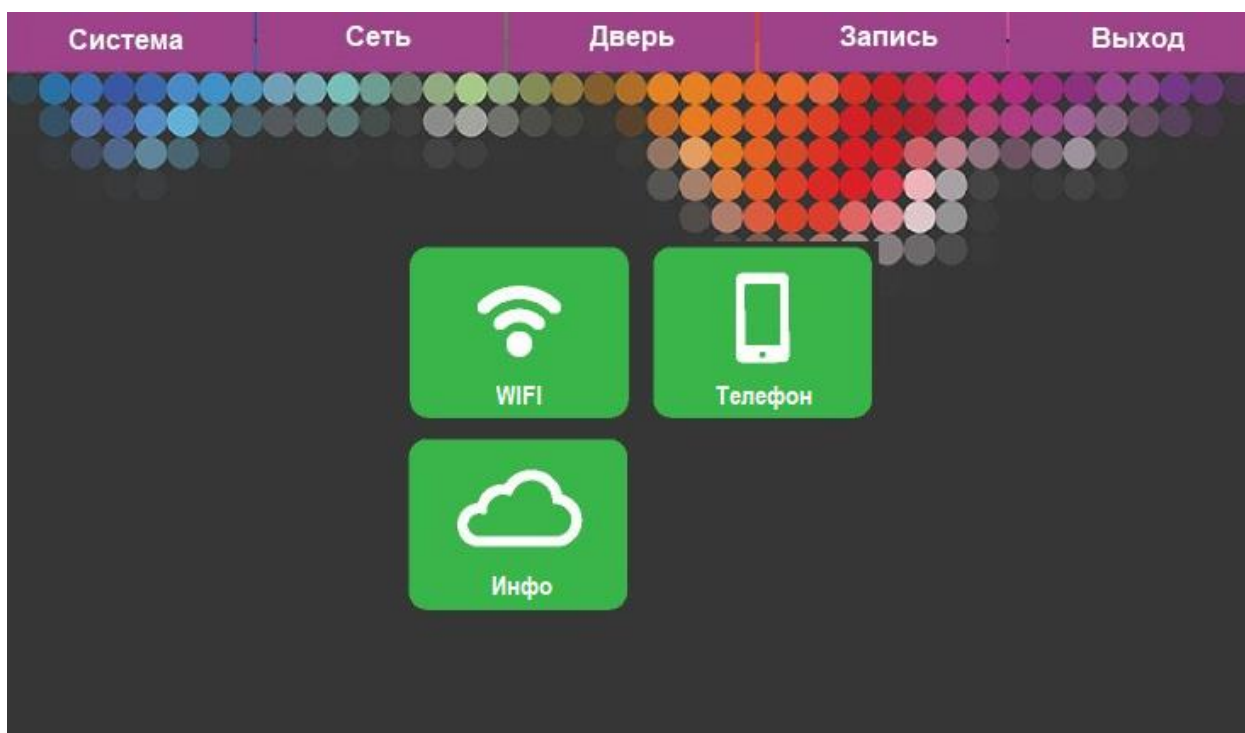 Система
Сеть
Дверь
Запись
Выход
WIFI
Телефон
Инфо